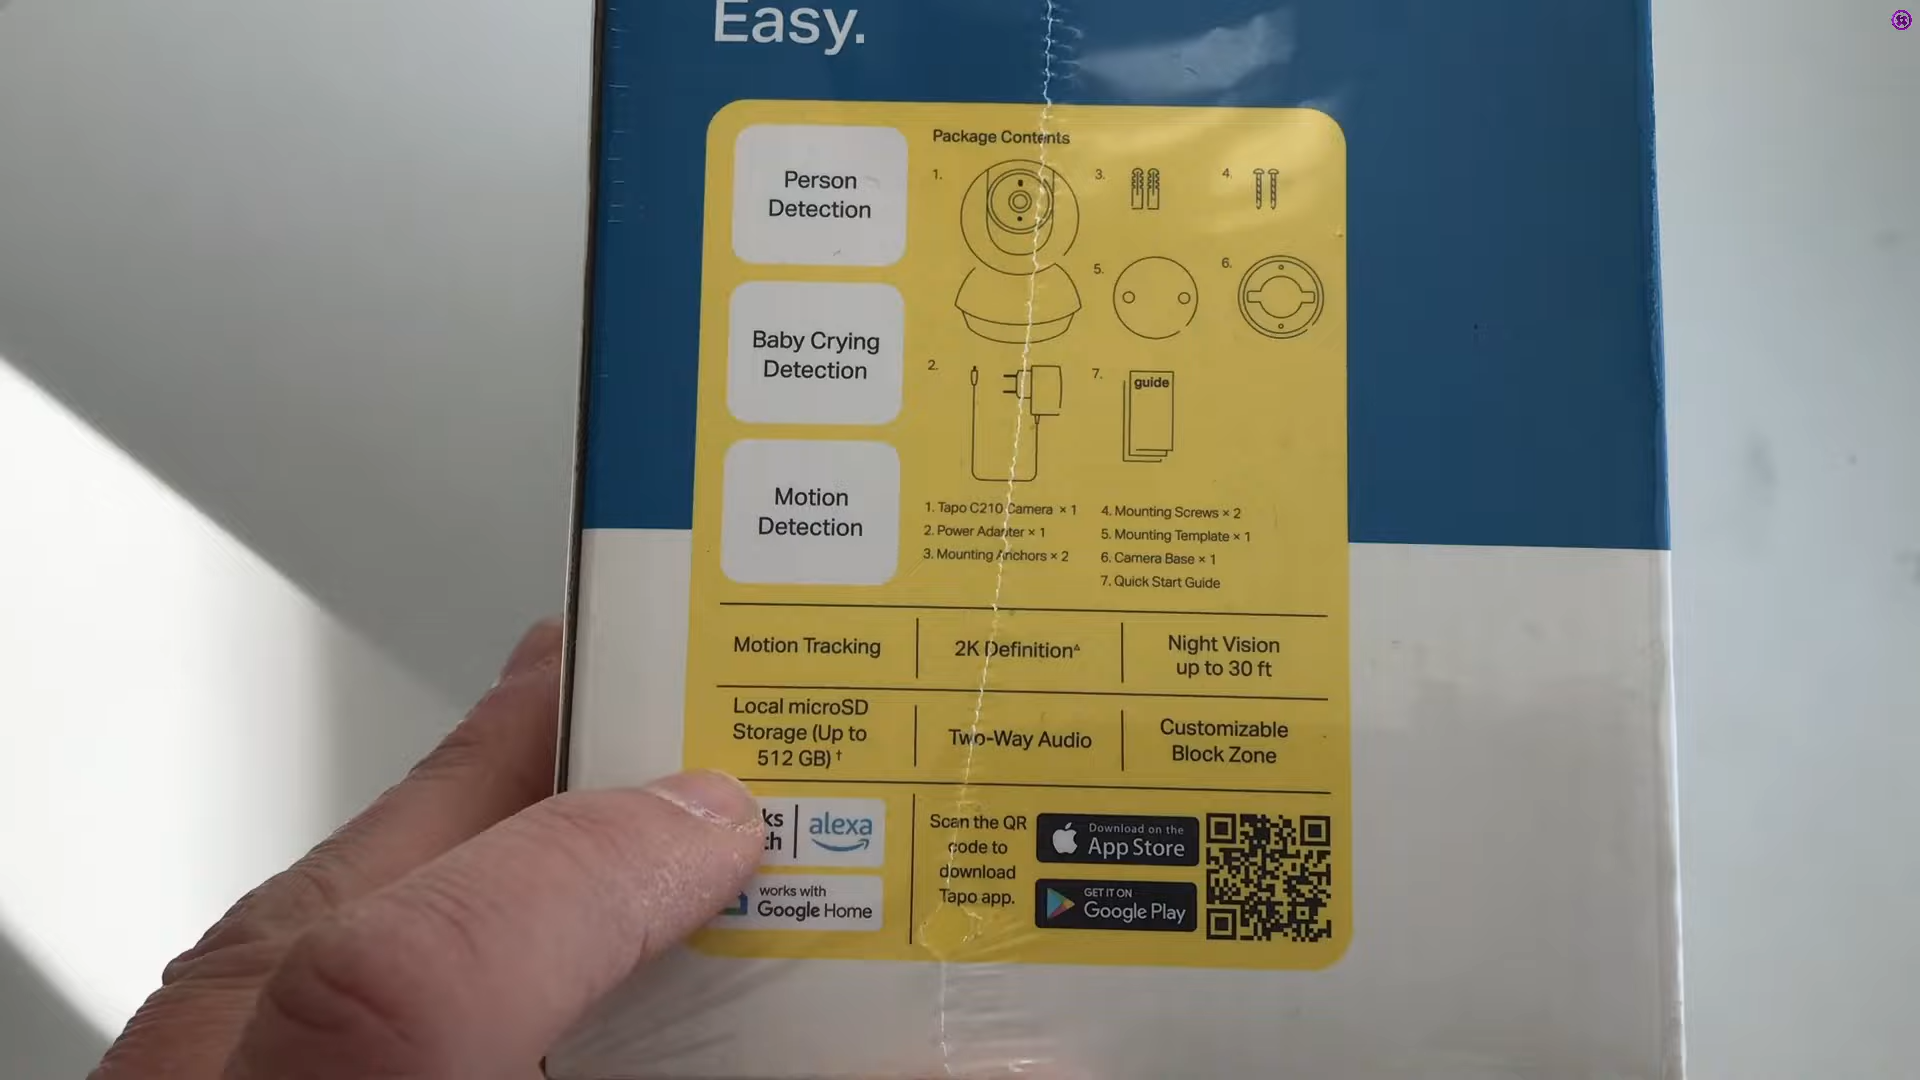 Easy.
Person
Detection
Baby Crying
Detection
Motion
Detection
Package Contents
1.
3.
4.
5.
6.
2.
7.
guide
1. Tapo C210 Camera × 1
2. Power Adapter × 1
3. Mounting Anchors × 2
4. Mounting Screws × 2
5. Mounting Template × 1
6. Camera Base × 1
7. Quick Start Guide
Motion Tracking
2K Definition△
Night Vision
up to 30 ft
Local microSD
Storage (Up to
512 GB)†
Two-Way Audio
Customizable
Block Zone
alexa
works with
Google Home
Scan the QR
code to
download
Tapo app.
Download on the
App Store
GET IT ON
Google Play